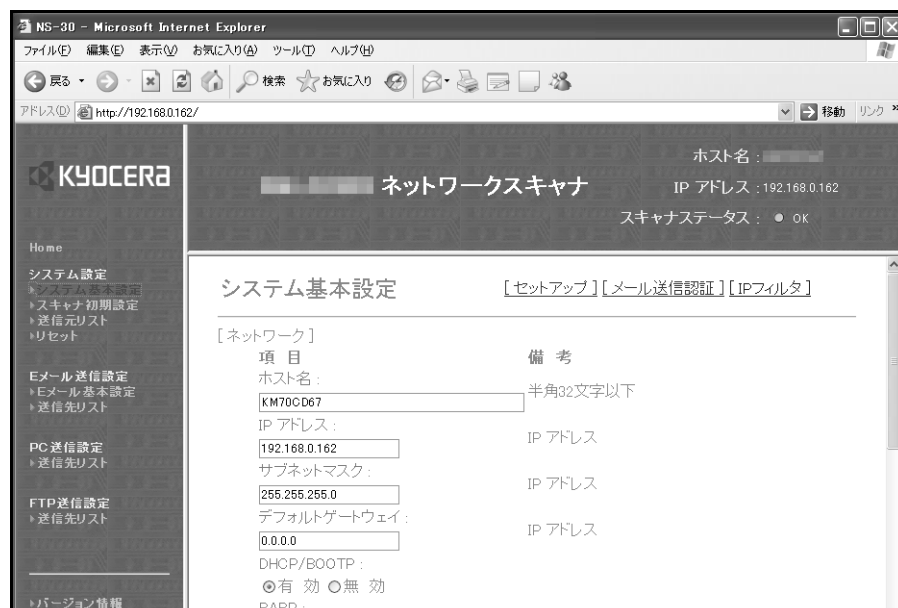 NS-30 - Microsoft Internet Explorer
ファイル(F) 編集(E) 表示(V) お気に入り(A) ツール(T) ヘルプ(H)
戻る 検索 お気に入り
アドレス(D) http://192.168.0.162/ 移動 リンク »
KYOCERA
ネットワークスキャナ
ホスト名 :
IP アドレス : 192.168.0.162
スキャナステータス : OK
Home
システム設定
システム基本設定
スキャナ初期設定
送信元リスト
リセット
Eメール送信設定
Eメール基本設定
送信先リスト
PC送信設定
送信先リスト
FTP送信設定
送信先リスト
バージョン情報
システム基本設定
[セットアップ] [メール送信認証] [IPフィルタ]
[ネットワーク]
項 目 備 考
ホスト名 :
KM70CD67 半角32文字以下
IP アドレス :
192.168.0.162 IP アドレス
サブネットマスク :
255.255.255.0 IP アドレス
デフォルトゲートウェイ :
0.0.0.0 IP アドレス
DHCP/BOOTP :
有 効 無 効
RARP :